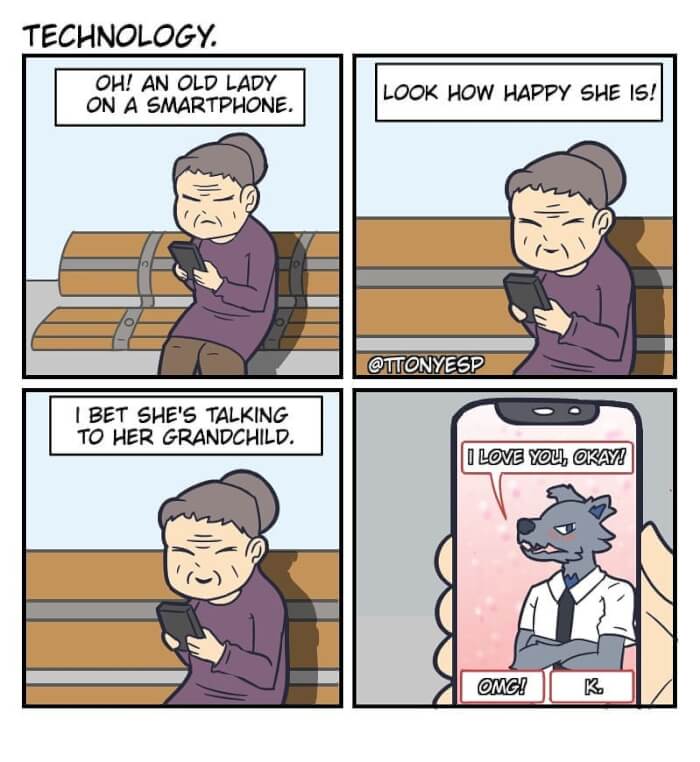 TECHNOLOGY.
OH! AN OLD LADY
ON A SMARTPHONE.
LOOK HOW HAPPY SHE IS!
@TTONYESP
I BET SHE'S TALKING
TO HER GRANDCHILD.
I LOVE YOU, OKAY!
OMG!
K.